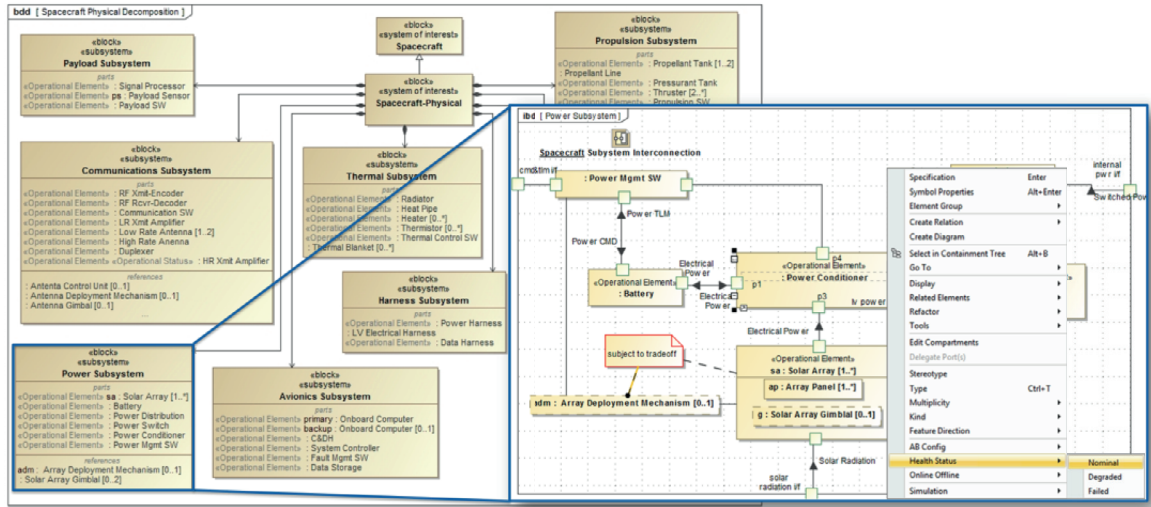 bdd [ Spacecraft Physical Decomposition ]
«block»
«subsystem»
Payload Subsystem
parts
«Operational Element» : Signal Processor
«Operational Element» ps : Payload Sensor
«Operational Element» : Payload SW
«block»
«system of interest»
Spacecraft
«block»
«system of interest»
Spacecraft-Physical
«block»
«subsystem»
Propulsion Subsystem
parts
«Operational Element» : Propellant Tank [1..2]
: Propellant Line
«Operational Element» : Pressurant Tank
«Operational Element» : Thruster [2..*]
«Operational Element» : Propulsion SW
«block»
«subsystem»
Communications Subsystem
parts
«Operational Element» : RF Xmit-Encoder
«Operational Element» : RF Rcvr-Decoder
«Operational Element» : Communication SW
«Operational Element» : LR Xmit Amplifier
«Operational Element» : Low Rate Antenna [1..2]
«Operational Element» : High Rate Anenna
«Operational Element» : Duplexer
«Operational Element» «Operational Status» : HR Xmit Amplifier
references
: Antenta Control Unit [0..1]
: Antenna Deployment Mechanism [0..1]
: Antenna Gimbal [0..1]
...
«block»
«subsystem»
Thermal Subsystem
parts
«Operational Element» : Radiator
«Operational Element» : Heat Pipe
«Operational Element» : Heater [0..*]
«Operational Element» : Thermistor [0..*]
«Operational Element» : Thermal Control SW
: Thermal Blanket [0..*]
«block»
«subsystem»
Harness Subsystem
parts
«Operational Element» : Power Harness
: LV Electrical Harness
«Operational Element» : Data Harness
«block»
«subsystem»
Power Subsystem
parts
«Operational Element» sa : Solar Array [1..*]
«Operational Element» : Battery
«Operational Element» : Power Distribution
«Operational Element» : Power Switch
«Operational Element» : Power Conditioner
«Operational Element» : Power Mgmt SW
references
adm : Array Deployment Mechanism [0..1]
: Solar Array Gimbal [0..2]
«block»
«subsystem»
Avionics Subsystem
parts
«Operational Element» primary : Onboard Computer
«Operational Element» backup : Onboard Computer [0..1]
«Operational Element» : C&DH
«Operational Element» : System Controller
«Operational Element» : Fault Mgmt SW
«Operational Element» : Data Storage
ibd [ Power Subsystem ]
Spacecraft Subystem Interconnection
cmd&tlm i/f
: Power Mgmt SW
Power TLM
Power CMD
«Operational Element»
: Battery
Electrical
Power
Electrical
Power
«Operational Element»
: Power Conditioner
p4
p1
p3
lv power
Electrical Power
subject to tradeoff
«Operational Element»
sa : Solar Array [1..*]
ap : Array Panel [1..*]
g : Solar Array Gimbal [0..1]
adm : Array Deployment Mechanism [0..1]
Solar Radiation
solar
radiation i/f
internal
pwr i/f
Switched Pow
Specification Enter
Symbol Properties Alt+Enter
Element Group
Create Relation
Create Diagram
Select in Containment Tree Alt+B
Go To
Display
Related Elements
Refactor
Tools
Edit Compartments
Delegate Port(s)
Stereotype
Type Ctrl+T
Multiplicity
Kind
Feature Direction
AB Config
Health Status
Online Offline
Simulation
Nominal
Degraded
Failed